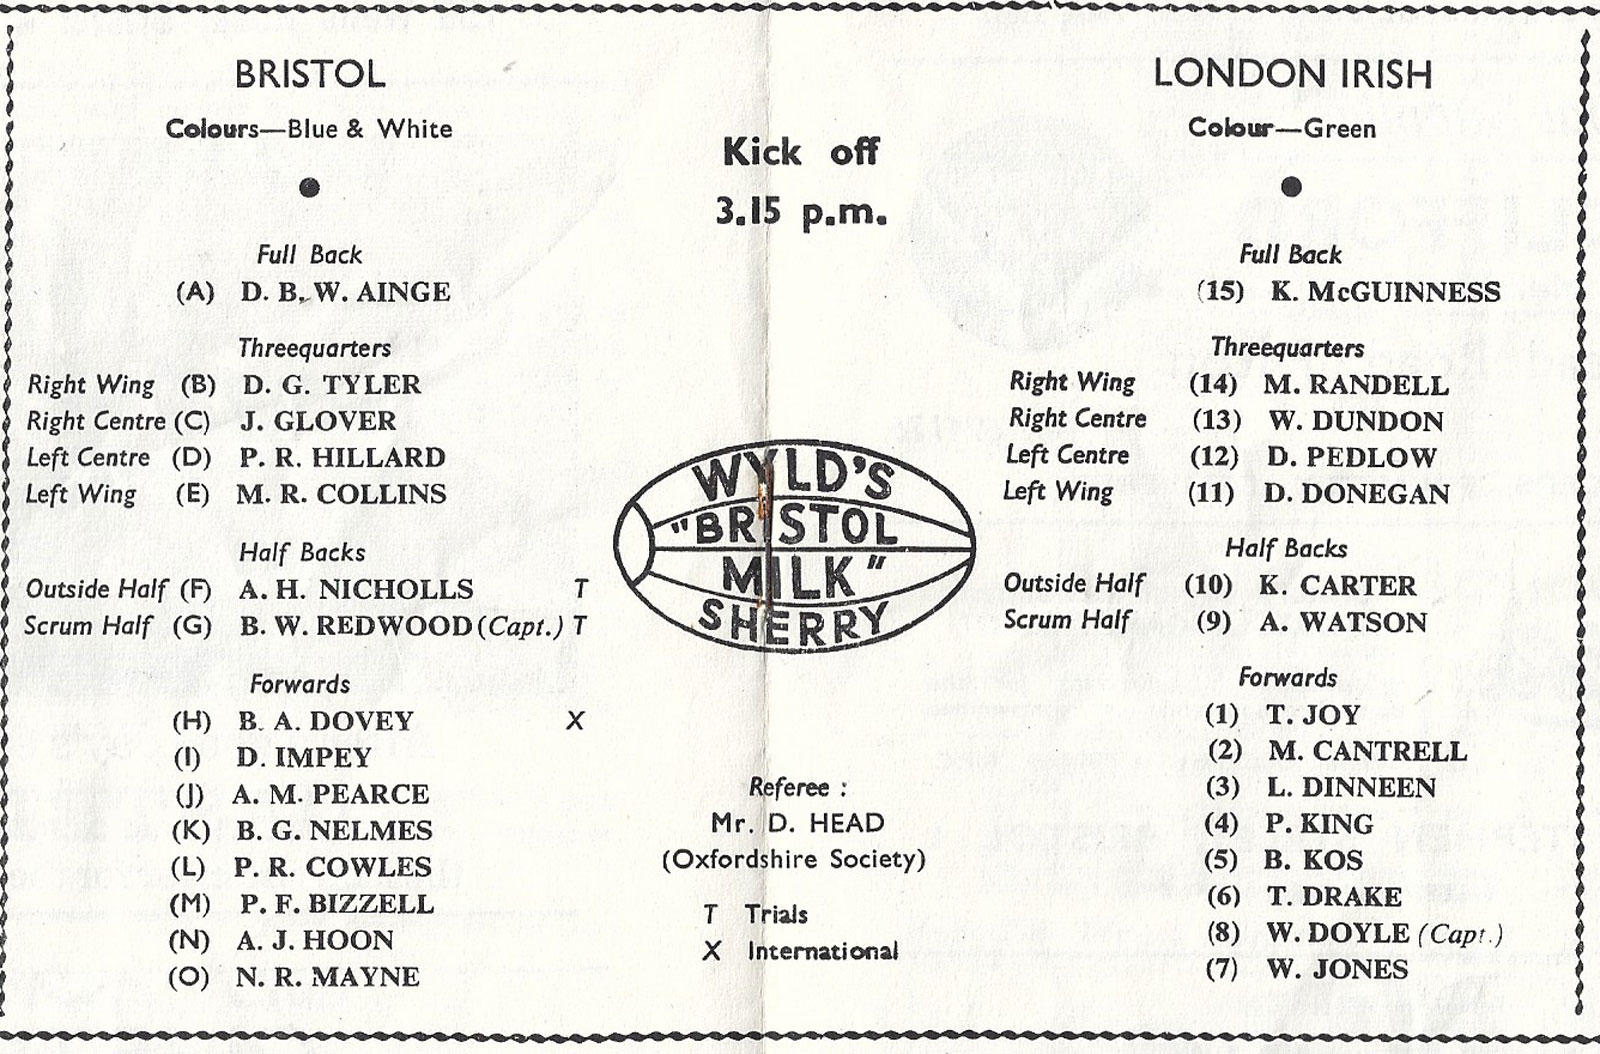 BRISTOL
Colours—Blue & White
Full Back
(A) D. B. W. AINGE
Threequarters
Right Wing (B) D. G. TYLER
Right Centre (C) J. GLOVER
Left Centre (D) P. R. HILLARD
Left Wing (E) M. R. COLLINS
Half Backs
Outside Half (F) A. H. NICHOLLS T
Scrum Half (G) B. W. REDWOOD (Capt.) T
Forwards
(H) B. A. DOVEY X
(I) D. IMPEY
(J) A. M. PEARCE
(K) B. G. NELMES
(L) P. R. COWLES
(M) P. F. BIZZELL
(N) A. J. HOON
(O) N. R. MAYNE
Kick off
3.15 p.m.
WYLD'S
"BRISTOL
MILK"
SHERRY
Referee :
Mr. D. HEAD
(Oxfordshire Society)
T Trials
X International
LONDON IRISH
Colour—Green
Full Back
(15) K. McGUINNESS
Threequarters
Right Wing (14) M. RANDELL
Right Centre (13) W. DUNDON
Left Centre (12) D. PEDLOW
Left Wing (11) D. DONEGAN
Half Backs
Outside Half (10) K. CARTER
Scrum Half (9) A. WATSON
Forwards
(1) T. JOY
(2) M. CANTRELL
(3) L. DINNEEN
(4) P. KING
(5) B. KOS
(6) T. DRAKE
(8) W. DOYLE (Capt.)
(7) W. JONES